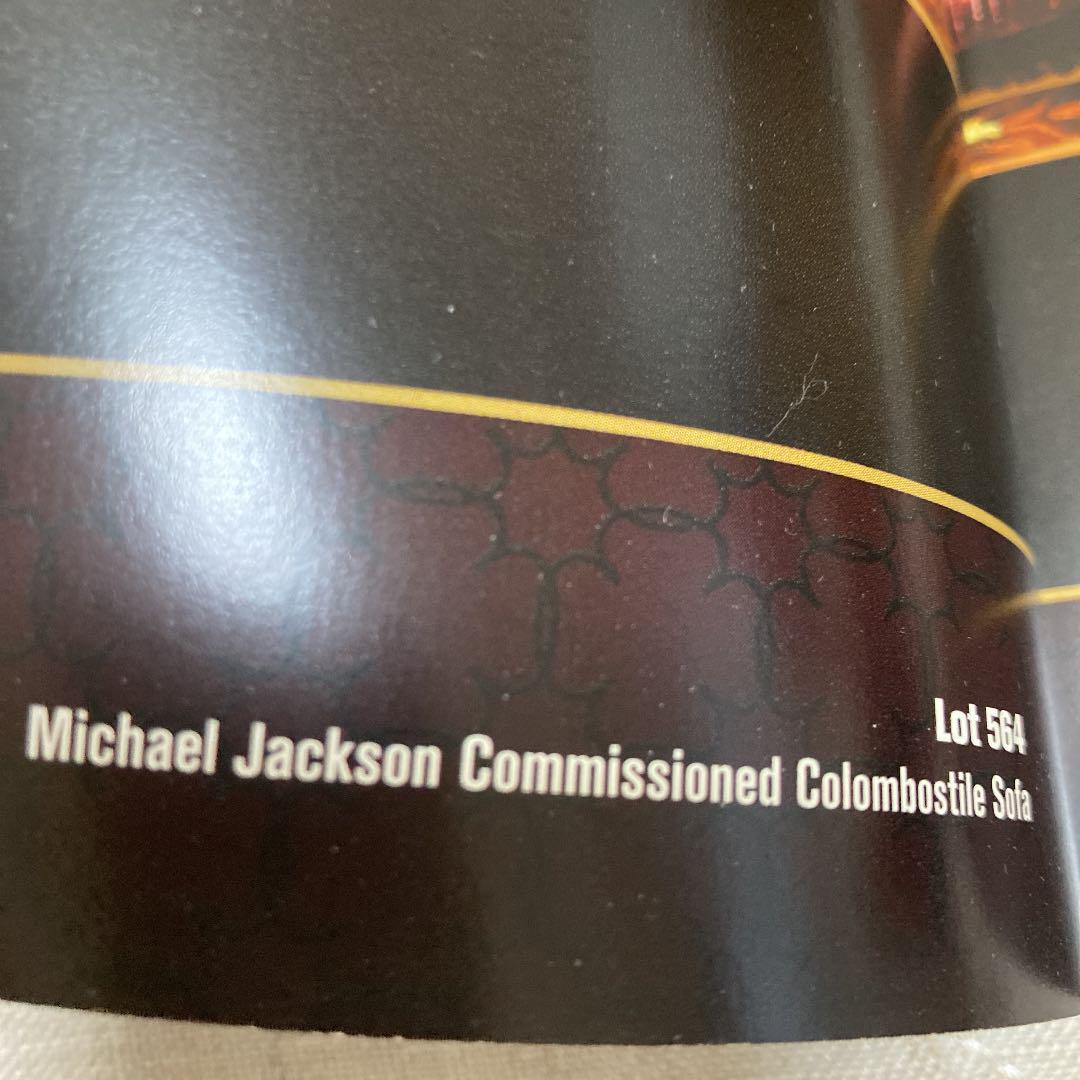 Lot 564
Michael Jackson Commissioned Colombostile Sofa